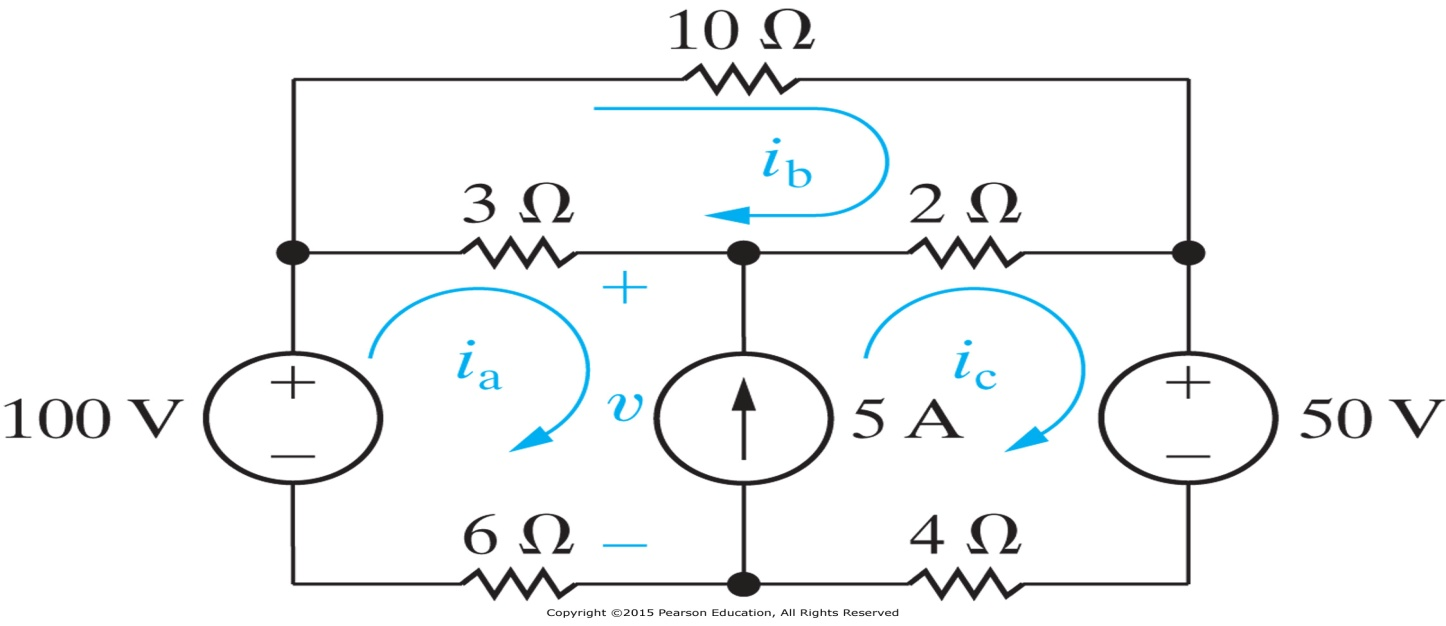 10 Ω
i_b
3 Ω
2 Ω
+
i_a
i_c
+
+
100 V
v
5 A
50 V
−
−
6 Ω
−
4 Ω
Copyright ©2015 Pearson Education, All Rights Reserved